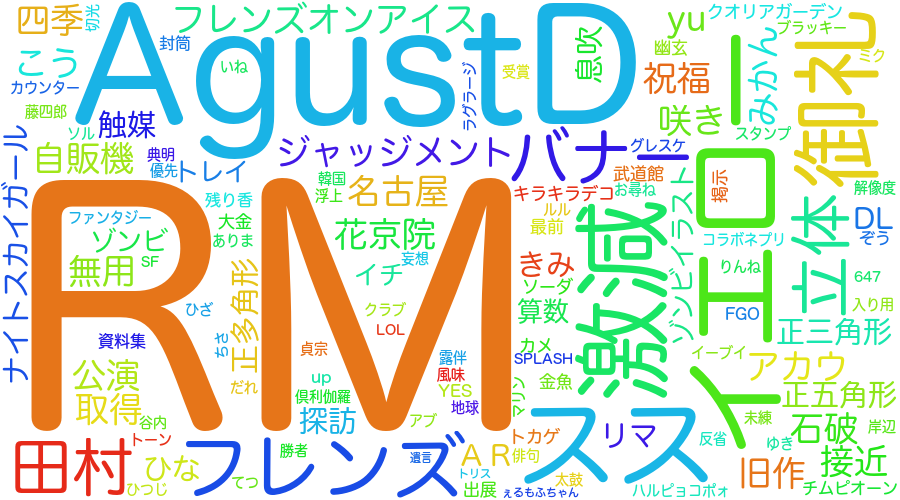 四季
切光
フレンズオンアイス
AgustD
yu
クオリアガーデン
ブラッキー
ミク
こう
封筒
いね
受賞
息吹
幽玄
祝福
みかん
御礼
カウンター
藤四郎
触媒
ラグラージ
咲き
スタンプ
ソル
自販機
典明
優先
トレイ
ジャッジメント
バナー
グレスケ
武道館
お尋ね
掲示
エロイ
解像度
ナイトスカイガール
残り香
韓国
浮上
名古屋
キラキラデコ
ルル
最前
激減
ゾンビイラスト
コラボネプリ
立体
DL
ぞう
ファンタジー
大金
ありま
ゾンビ
SF
無用
花京院
妄想
イチ
きみ
ソーダ
りんね
647
入り用
RM
正多角形
ひざ
クラブ
LOL
算数
FGO
正三角形
資料集
ちさ
貞宗
露伴
風味
SPLASH
カメ
イーブイ
アカウ
公演
取得
だれ
up
倶利伽羅
YES
地球
マリン
金魚
正五角形
未練
谷内
トーン
探訪
アブ
スス
リマ
石破
岸辺
反省
ゆき
田村
ひな
ひつじ
フレンズ
てつ
勝者
遺言
AR
トカゲ
俳句
太鼓
トリス
出展
ぇるもふちゃん
ハルピョコポォ
旧作
接近
チムピオーン